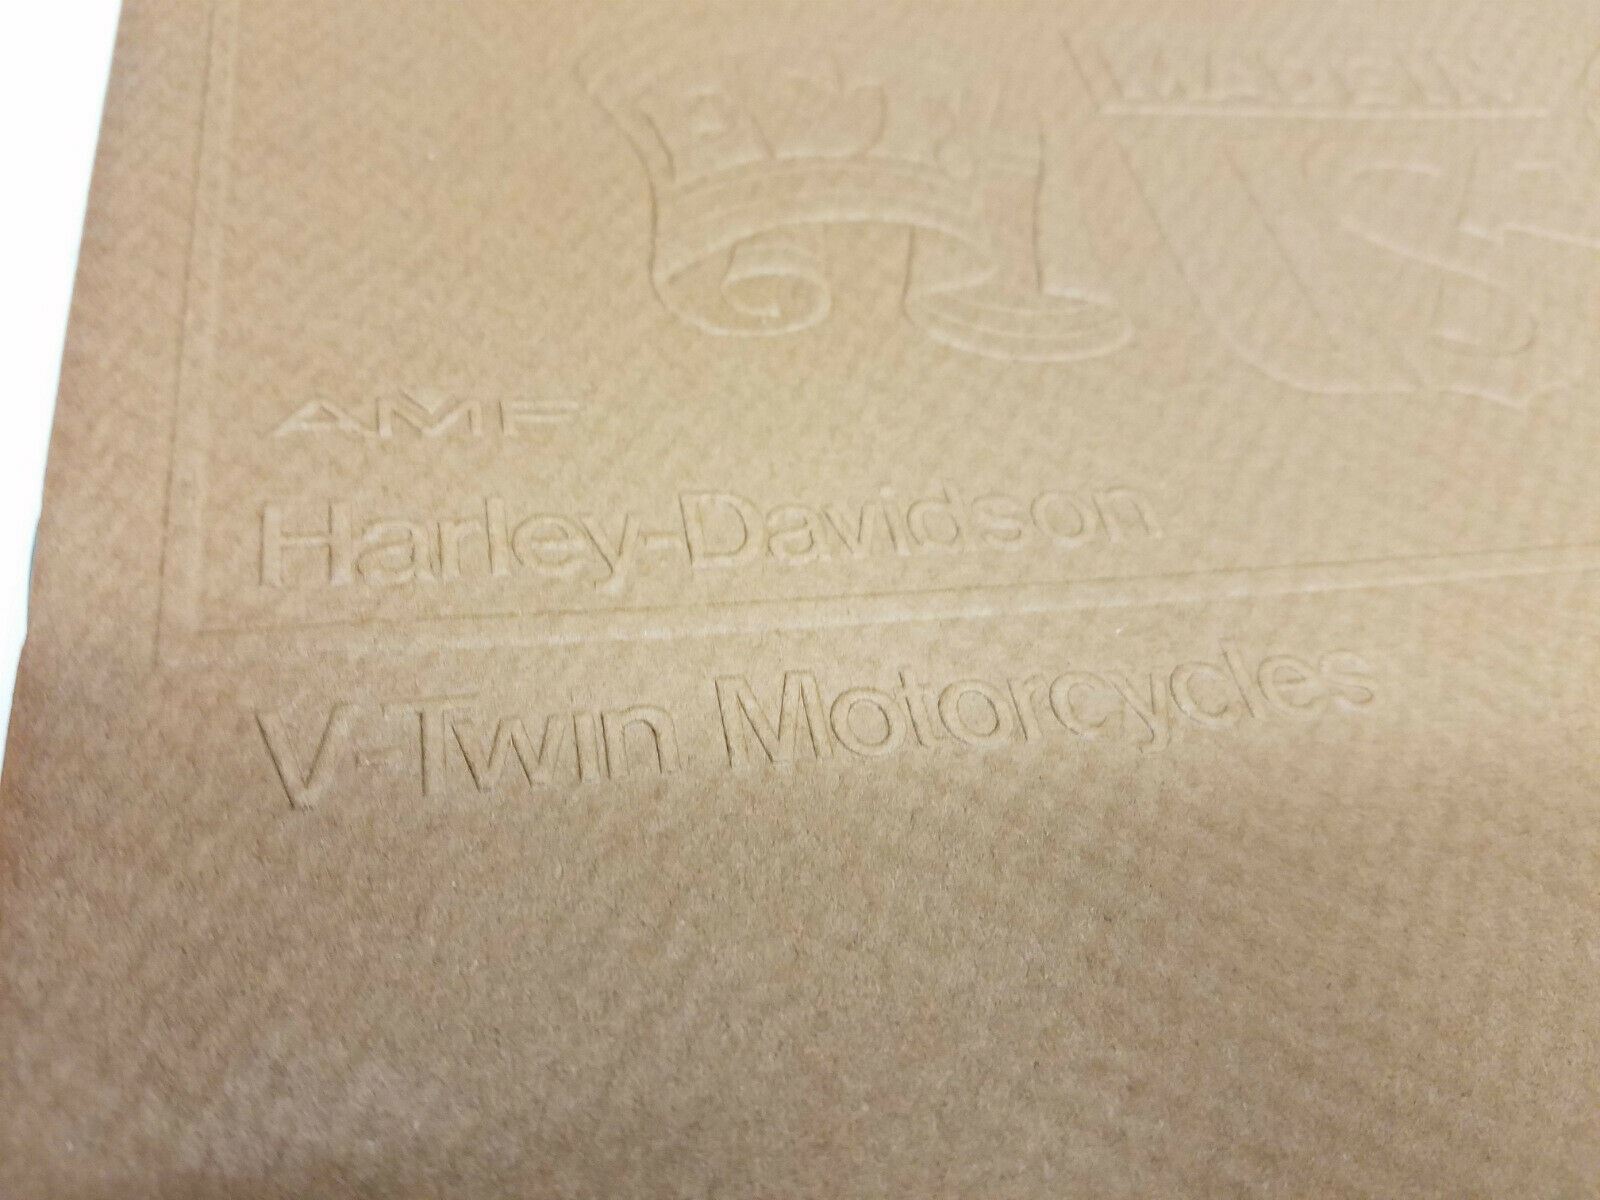 AMF
Harley-Davidson
V-Twin Motorcycles